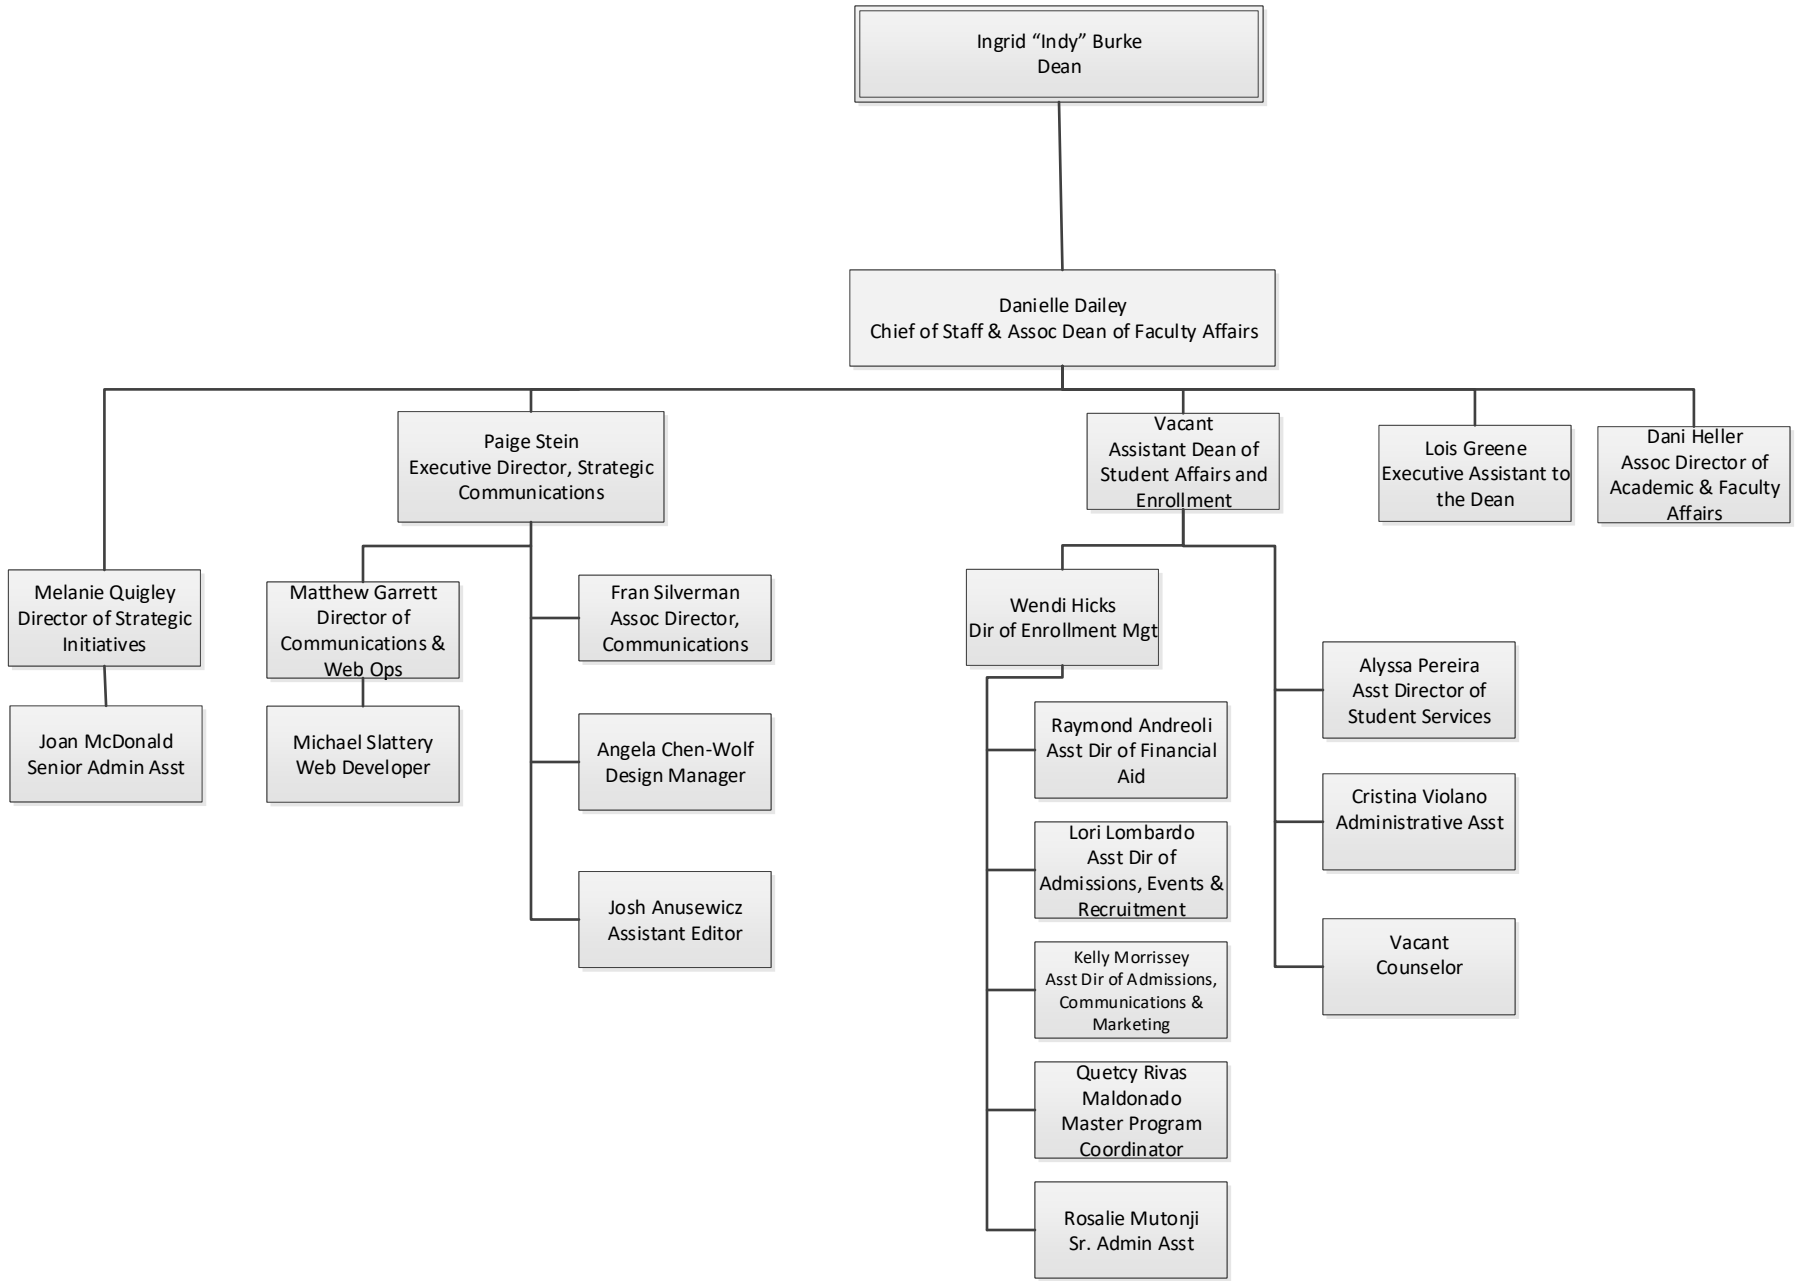 Ingrid “Indy” Burke
Dean
Danielle Dailey
Chief of Staff & Assoc Dean of Faculty Affairs
Paige Stein
Executive Director, Strategic
Communications
Vacant
Assistant Dean of
Student Affairs and
Enrollment
Lois Greene
Executive Assistant to
the Dean
Dani Heller
Assoc Director of
Academic & Faculty
Affairs
Melanie Quigley
Director of Strategic
Initiatives
Joan McDonald
Senior Admin Asst
Matthew Garrett
Director of
Communications &
Web Ops
Michael Slattery
Web Developer
Fran Silverman
Assoc Director,
Communications
Angela Chen-Wolf
Design Manager
Josh Anusewicz
Assistant Editor
Wendi Hicks
Dir of Enrollment Mgt
Raymond Andreoli
Asst Dir of Financial
Aid
Lori Lombardo
Asst Dir of
Admissions, Events &
Recruitment
Kelly Morrissey
Asst Dir of Admissions,
Communications &
Marketing
Quetcy Rivas
Maldonado
Master Program
Coordinator
Rosalie Mutonji
Sr. Admin Asst
Alyssa Pereira
Asst Director of
Student Services
Cristina Violano
Administrative Asst
Vacant
Counselor